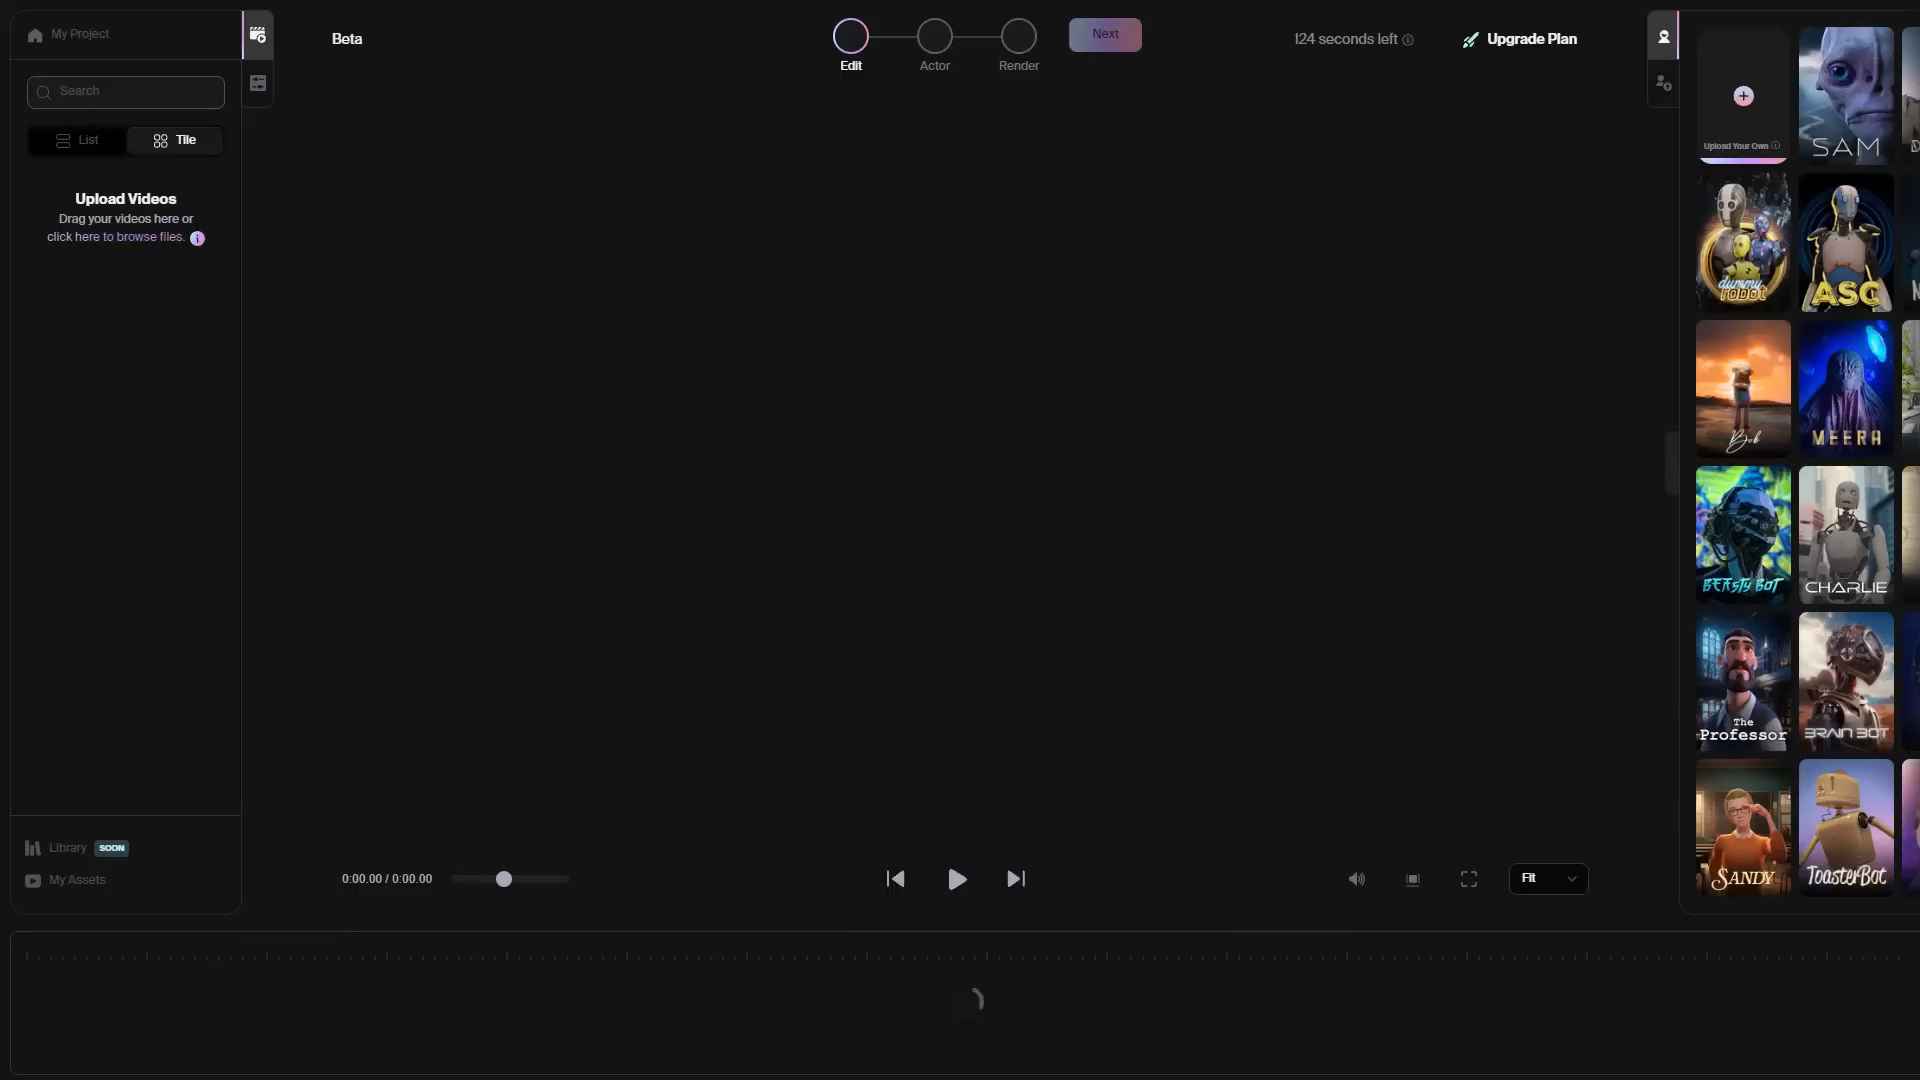 My Project
Search
List
Tile
Upload Videos
Drag your videos here or
click here to browse files.
Library SOON
My Assets
Beta
Edit
Actor
Render
Next
124 seconds left
Upgrade Plan
0:00.00 / 0:00.00
Fit
Upload Your Own
SAM
dummy
robot
ASC
Bob
MEERA
BEASTY BOT
CHARLIE
The
Professor
BRAIN BOT
SANDY
ToasterBot